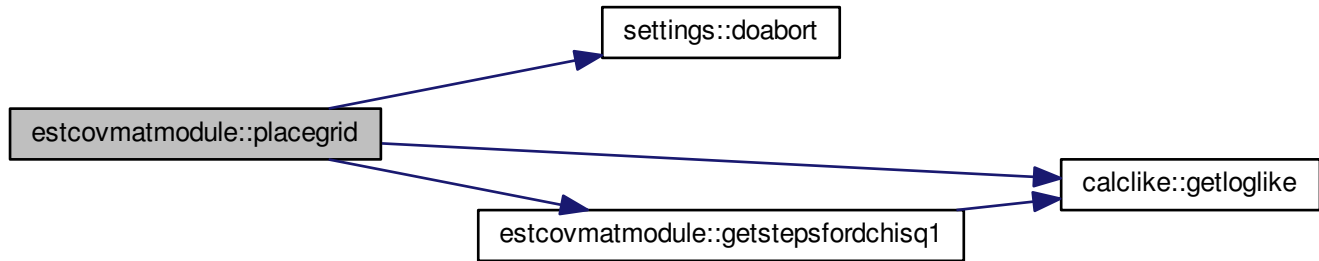 settings::doabort
estcovmatmodule::placegrid
calclike::getloglike
estcovmatmodule::getstepsfordchisq1